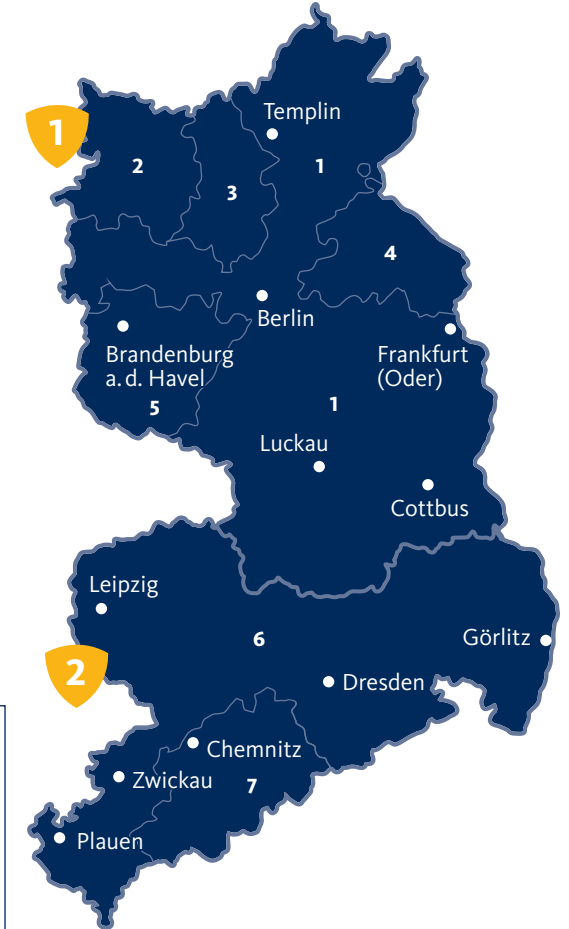 Templin
1
2
1
3
4
Berlin
Brandenburg
a. d. Havel
Frankfurt
(Oder)
5
1
Luckau
Cottbus
Leipzig
6
Görlitz
2
Dresden
Chemnitz
Zwickau
7
Plauen